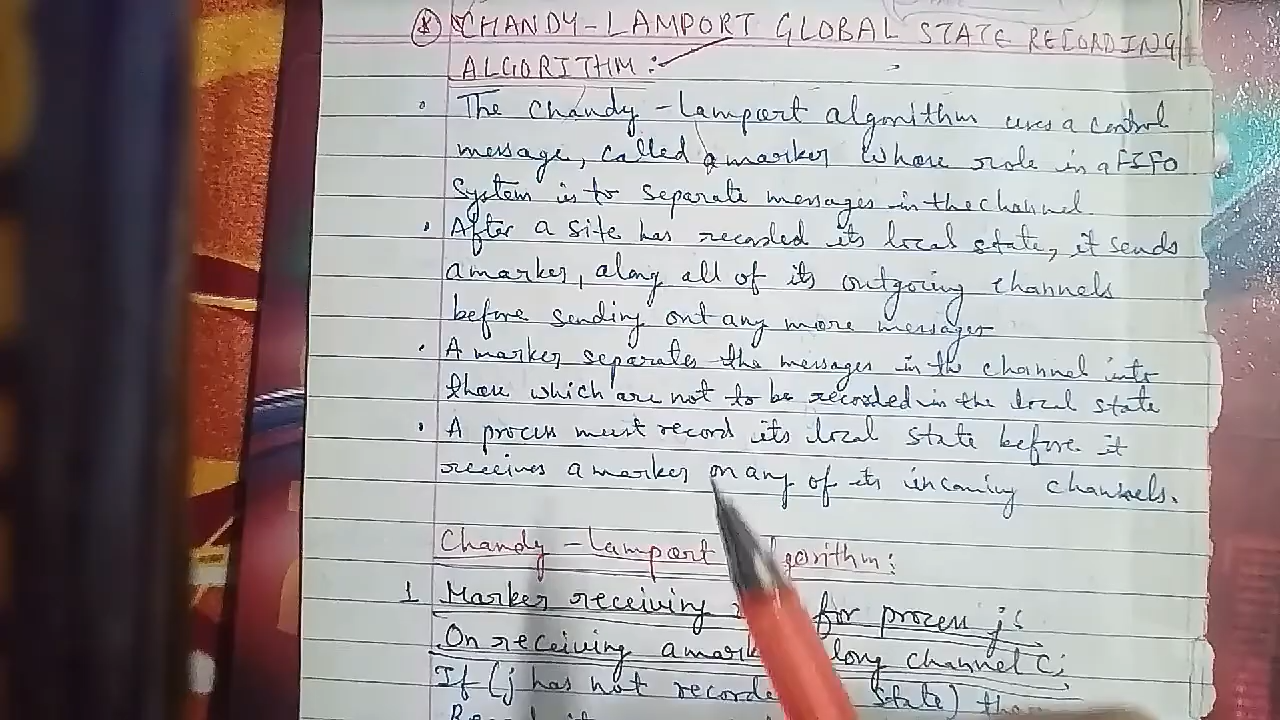 * CHANDY-LAMPORT GLOBAL STATE RECORDING
ALGORITHM:
• The Chandy-Lamport algorithm uses a control
message, called a marker whose role in a FIFO
System is to separate messages in the channel.
• After a site has recorded its local state, it sends
a marker, along all of its outgoing channels
before sending out any more messages
• A marker separates the messages in the channel into
those which are not to be recorded in the local state
• A process must record its local state before it
receives a marker on any of its incoming channels.
Chandy-Lamport lgorithm:
1 Marker receiving for process j:
On receiving a mark long channel C;
If (j has not recorde state) the